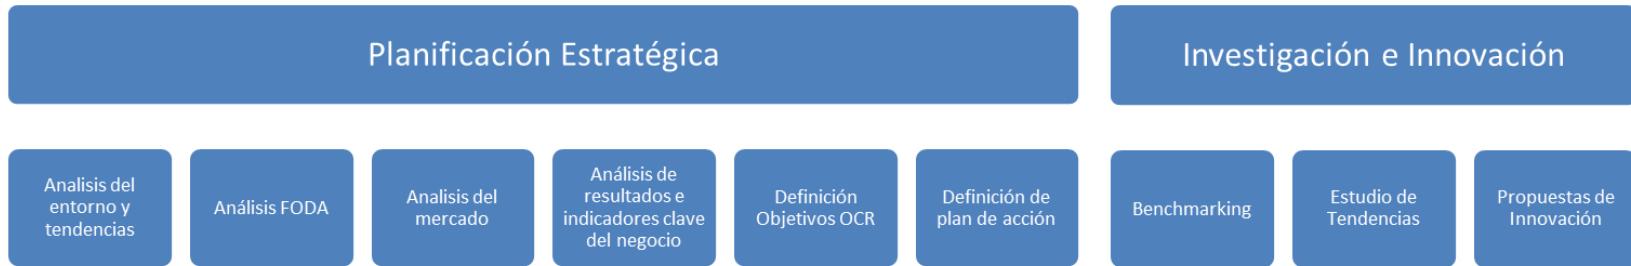 Planificación Estratégica
Investigación e Innovación
Analisis del
entorno y
tendencias
Análisis FODA
Analisis del
mercado
Análisis de
resultados e
indicadores clave
del negocio
Definición
Objetivos OCR
Definición de
plan de acción
Benchmarking
Estudio de
Tendencias
Propuestas de
Innovación